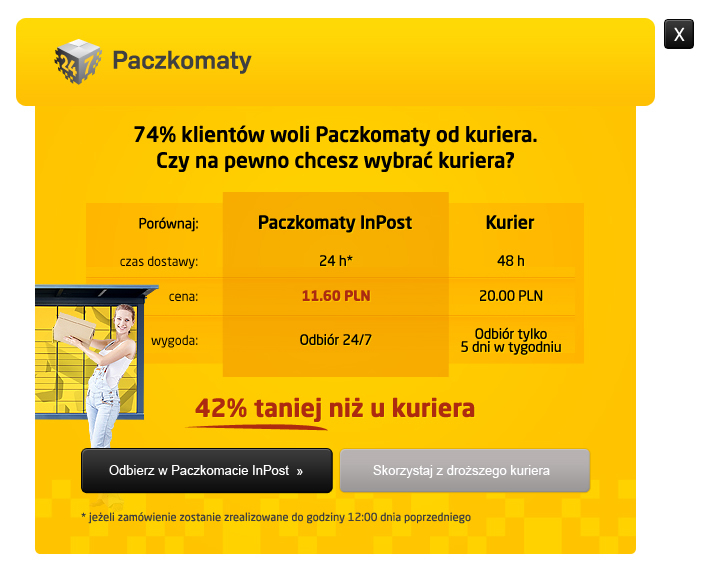 X
24 7 Paczkomaty
74% klientów woli Paczkomaty od kuriera.
Czy na pewno chcesz wybrać kuriera?
Porównaj: Paczkomaty InPost Kurier
czas dostawy: 24 h* 48 h
cena: 11.60 PLN 20.00 PLN
wygoda: Odbiór 24/7 Odbiór tylko
5 dni w tygodniu
42% taniej niż u kuriera
Odbierz w Paczkomacie InPost » Skorzystaj z droższego kuriera
* jeżeli zamówienie zostanie zrealizowane do godziny 12:00 dnia poprzedniego